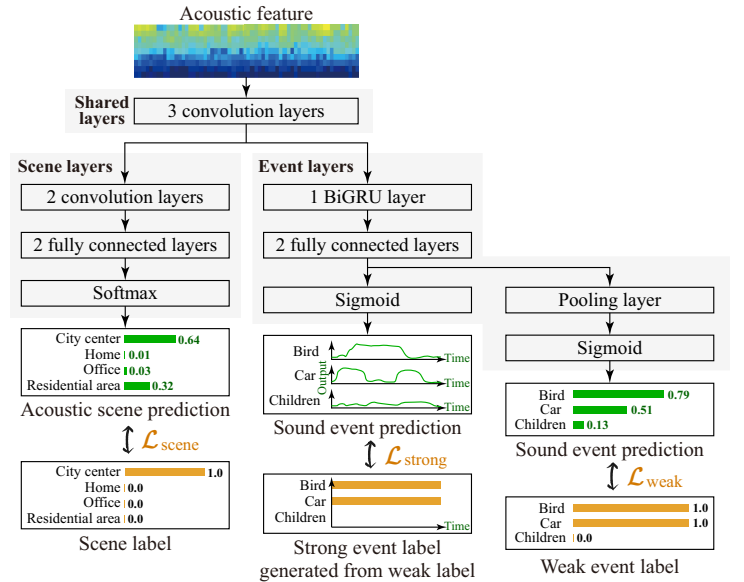 Acoustic feature
Shared
layers
3 convolution layers
Scene layers
2 convolution layers
2 fully connected layers
Softmax
City center 0.64
Home 0.01
Office 0.03
Residential area 0.32
Acoustic scene prediction
ℒ scene
City center 1.0
Home 0.0
Office 0.0
Residential area 0.0
Scene label
Event layers
1 BiGRU layer
2 fully connected layers
Sigmoid
Output
Bird Time
Car Time
Children Time
Sound event prediction
ℒ strong
Bird
Car
Children
Time
Strong event label
generated from weak label
Pooling layer
Sigmoid
Bird 0.79
Car 0.51
Children 0.13
Sound event prediction
ℒ weak
Bird 1.0
Car 1.0
Children 0.0
Weak event label